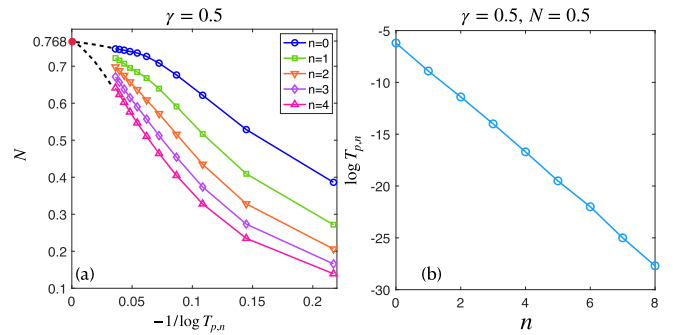 γ = 0.5
0.768
0.7
0.6
0.5
0.4
0.3
0.2
0.1
N
n=0
n=1
n=2
n=3
n=4
(a)
0 0.05 0.1 0.15 0.2
−1/log Tp,n
γ = 0.5, N = 0.5
-5
-10
-15
-20
-25
-30
log Tp,n
(b)
0 2 4 6 8
n